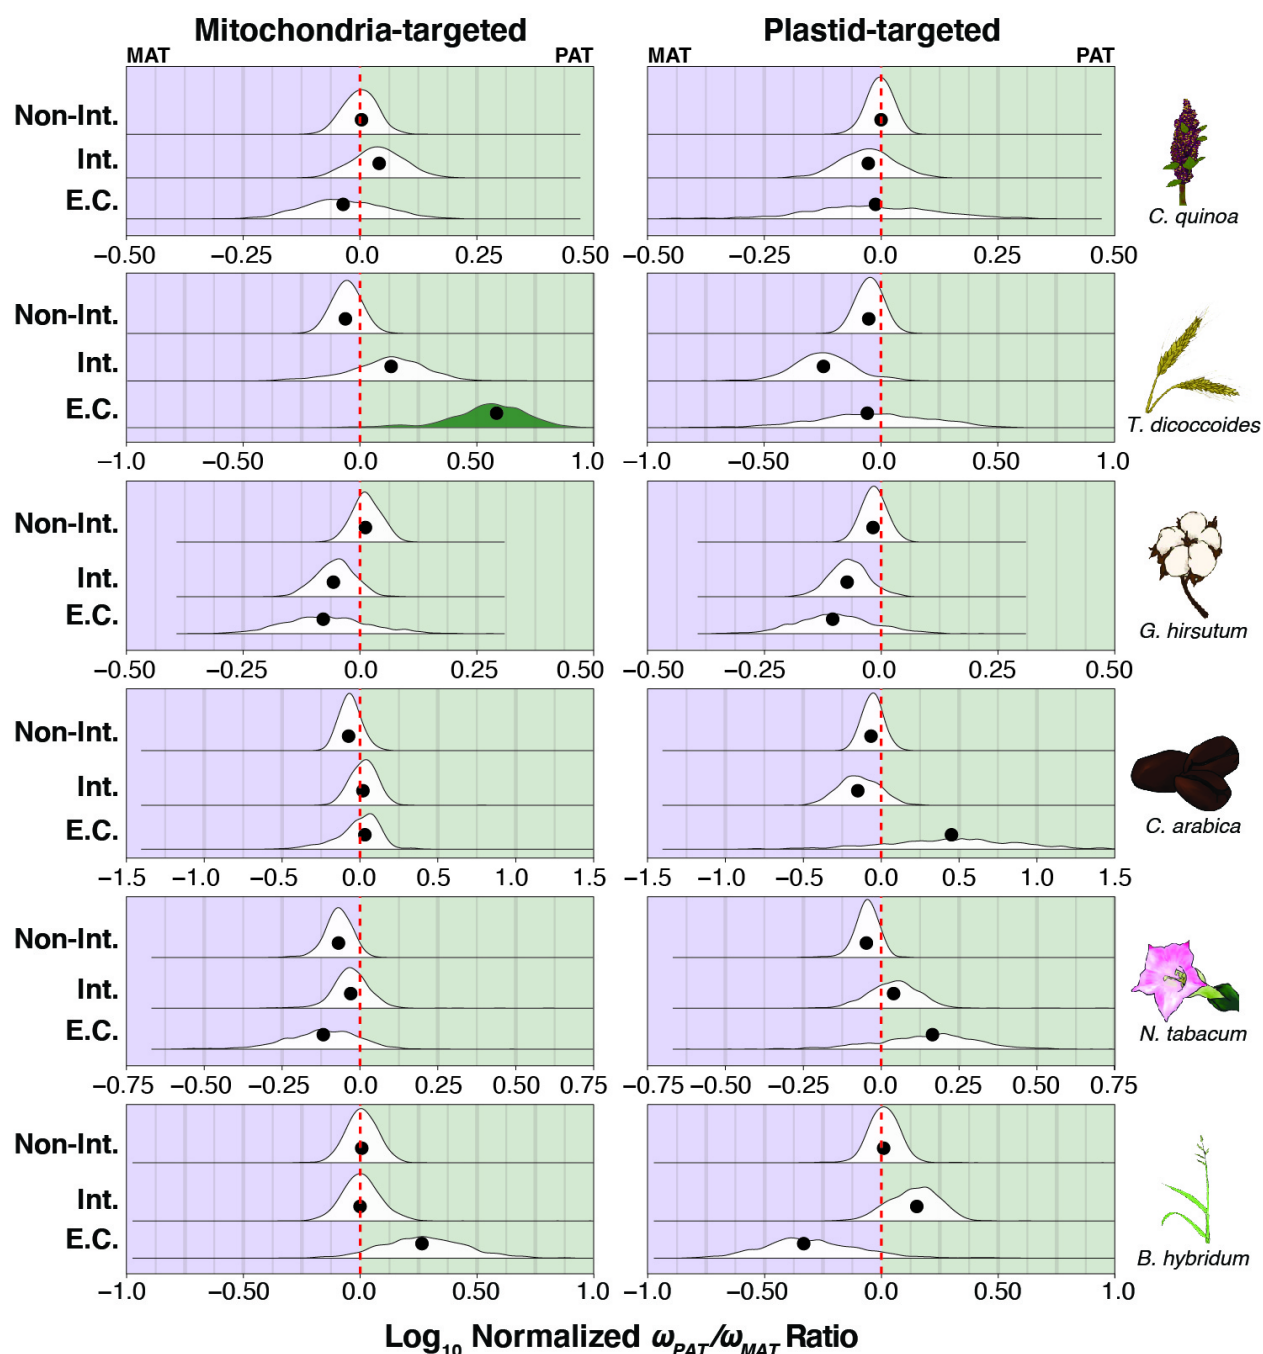 Mitochondria-targeted Plastid-targeted
MAT PAT MAT PAT
Non-Int.
Int.
E.C.
C. quinoa
−0.50 −0.25 0.0 0.25 0.50 −0.50 −0.25 0.0 0.25 0.50
Non-Int.
Int.
E.C.
T. dicoccoides
−1.0 −0.50 0.0 0.50 1.0 −1.0 −0.50 0.0 0.50 1.0
Non-Int.
Int.
E.C.
G. hirsutum
−0.50 −0.25 0.0 0.25 0.50 −0.50 −0.25 0.0 0.25 0.50
Non-Int.
Int.
E.C.
C. arabica
−1.5 −1.0 −0.5 0.0 0.5 1.0 1.5 −1.5 −1.0 −0.5 0.0 0.5 1.0 1.5
Non-Int.
Int.
E.C.
N. tabacum
−0.75 −0.50 −0.25 0.0 0.25 0.50 0.75 −0.75 −0.50 −0.25 0.0 0.25 0.50 0.75
Non-Int.
Int.
E.C.
B. hybridum
−1.0 −0.50 0.0 0.50 1.0 −1.0 −0.50 0.0 0.50 1.0
Log10 Normalized ωPAT/ωMAT Ratio